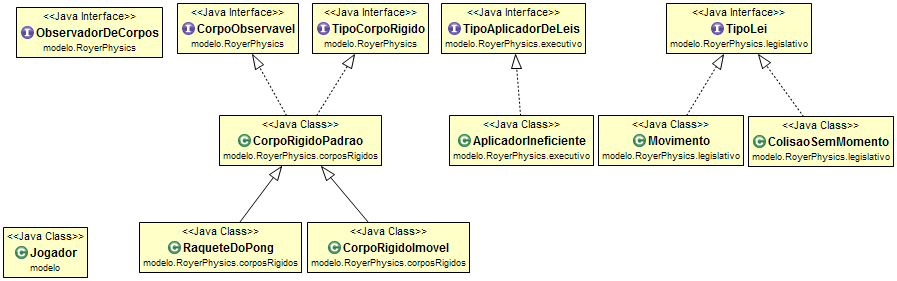 <<Java Interface>>
ObservadorDeCorpos
modelo.RoyerPhysics
<<Java Interface>>
CorpoObservavel
modelo.RoyerPhysics
<<Java Interface>>
TipoCorpoRigido
modelo.RoyerPhysics
<<Java Interface>>
TipoAplicadorDeLeis
modelo.RoyerPhysics.executivo
<<Java Interface>>
TipoLei
modelo.RoyerPhysics.legislativo
<<Java Class>>
CorpoRigidoPadrao
modelo.RoyerPhysics.corposRigidos
<<Java Class>>
AplicadorIneficiente
modelo.RoyerPhysics.executivo
<<Java Class>>
Movimento
modelo.RoyerPhysics.legislativo
<<Java Class>>
ColisaoSemMomento
modelo.RoyerPhysics.legislativo
<<Java Class>>
Jogador
modelo
<<Java Class>>
RaqueteDoPong
modelo.RoyerPhysics.corposRigidos
<<Java Class>>
CorpoRigidoImovel
modelo.RoyerPhysics.corposRigidos